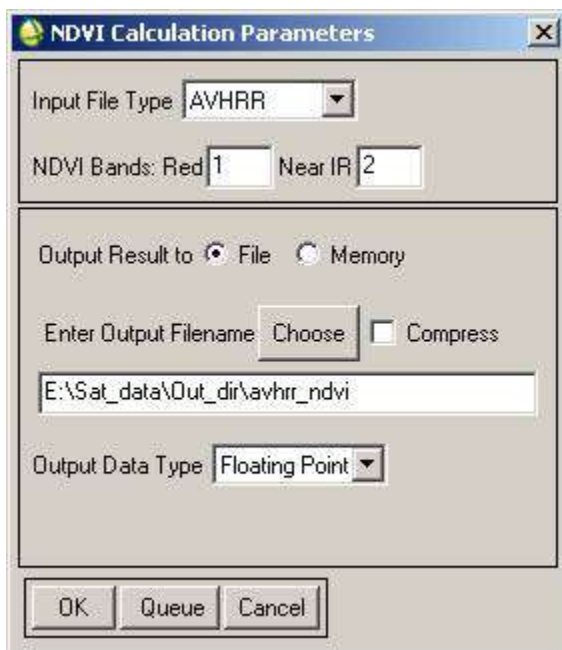 NDVI Calculation Parameters
Input File Type AVHRR
NDVI Bands: Red 1 Near IR 2
Output Result to File Memory
Enter Output Filename Choose Compress
E:\Sat_data\Out_dir\avhrr_ndvi
Output Data Type Floating Point
OK Queue Cancel